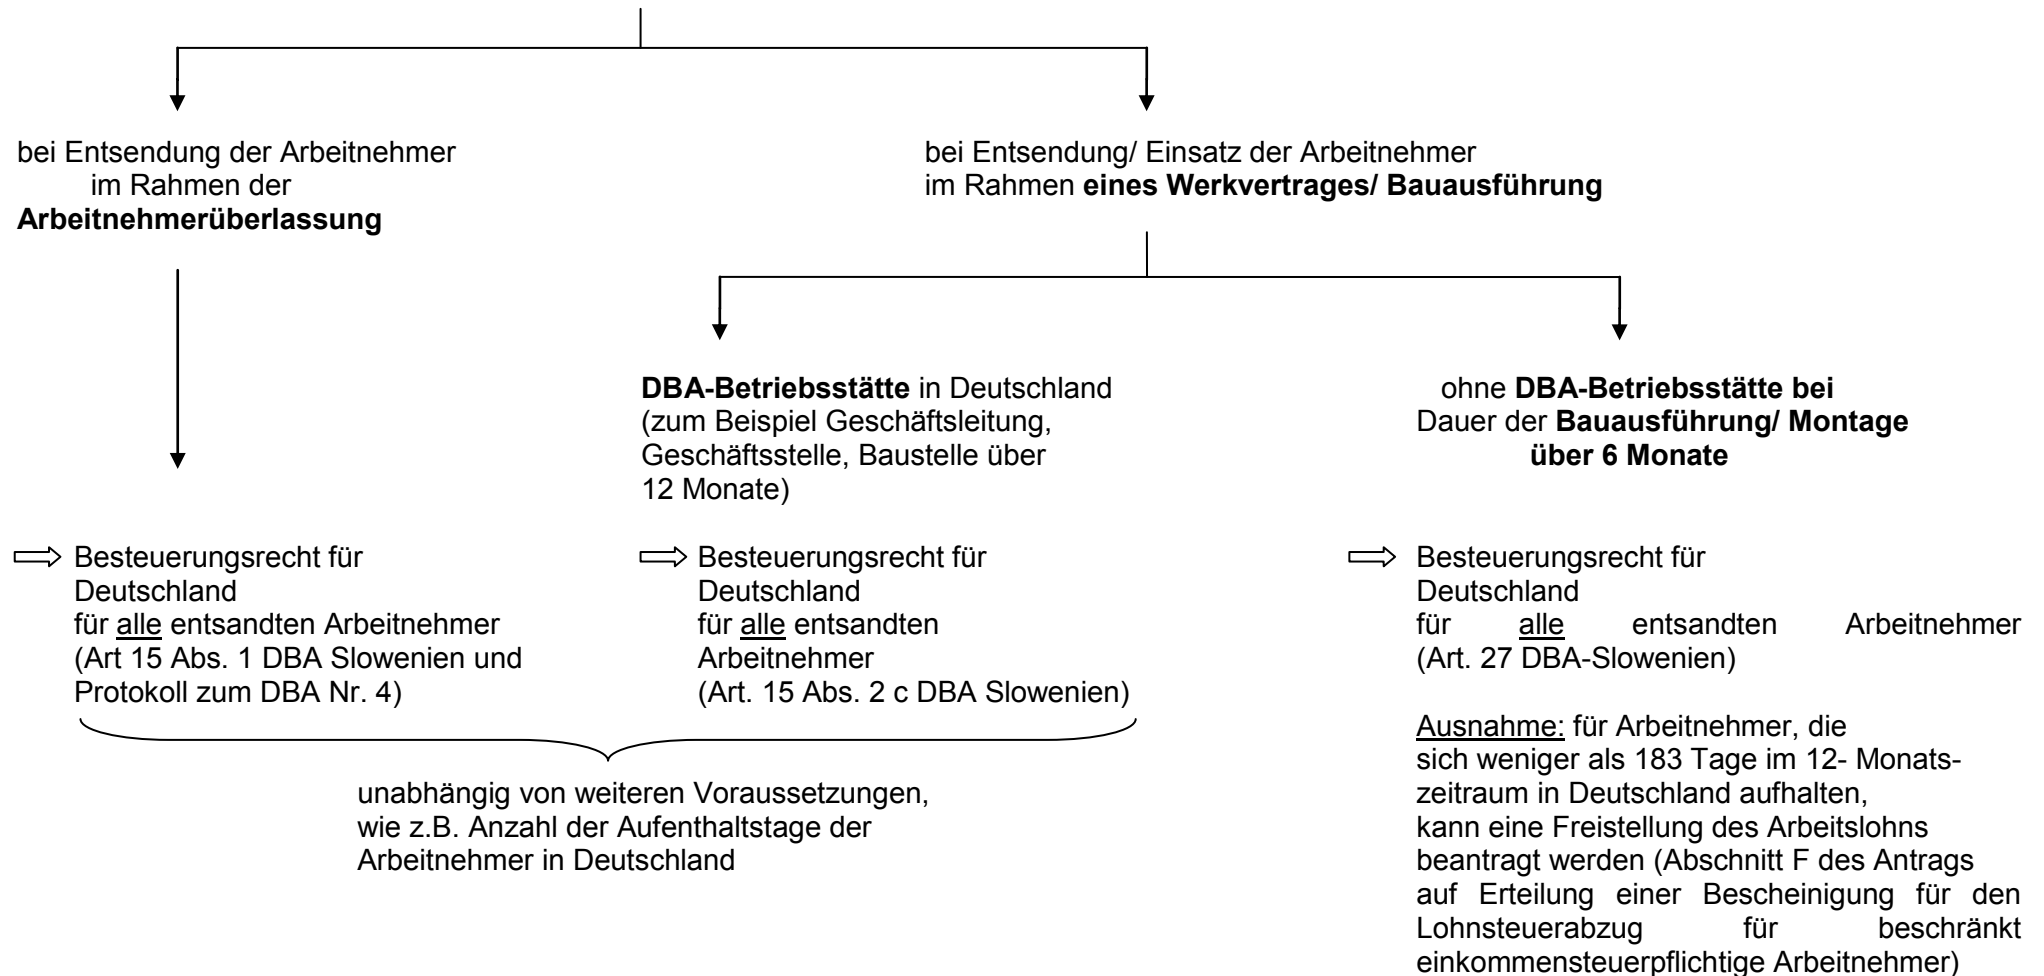 bei Entsendung der Arbeitnehmer
im Rahmen der
Arbeitnehmerüberlassung
bei Entsendung/ Einsatz der Arbeitnehmer
im Rahmen eines Werkvertrages/ Bauausführung
DBA-Betriebsstätte in Deutschland
(zum Beispiel Geschäftsleitung,
Geschäftsstelle, Baustelle über
12 Monate)
ohne DBA-Betriebsstätte bei
Dauer der Bauausführung/ Montage
über 6 Monate
Besteuerungsrecht für
Deutschland
für alle entsandten Arbeitnehmer
(Art 15 Abs. 1 DBA Slowenien und
Protokoll zum DBA Nr. 4)
Besteuerungsrecht für
Deutschland
für alle entsandten
Arbeitnehmer
(Art. 15 Abs. 2 c DBA Slowenien)
unabhängig von weiteren Voraussetzungen,
wie z.B. Anzahl der Aufenthaltstage der
Arbeitnehmer in Deutschland
Besteuerungsrecht für
Deutschland
für alle entsandten Arbeitnehmer
(Art. 27 DBA-Slowenien)
Ausnahme: für Arbeitnehmer, die
sich weniger als 183 Tage im 12- Monats-
zeitraum in Deutschland aufhalten,
kann eine Freistellung des Arbeitslohns
beantragt werden (Abschnitt F des Antrags
auf Erteilung einer Bescheinigung für den
Lohnsteuerabzug für beschränkt
einkommensteuerpflichtige Arbeitnehmer)